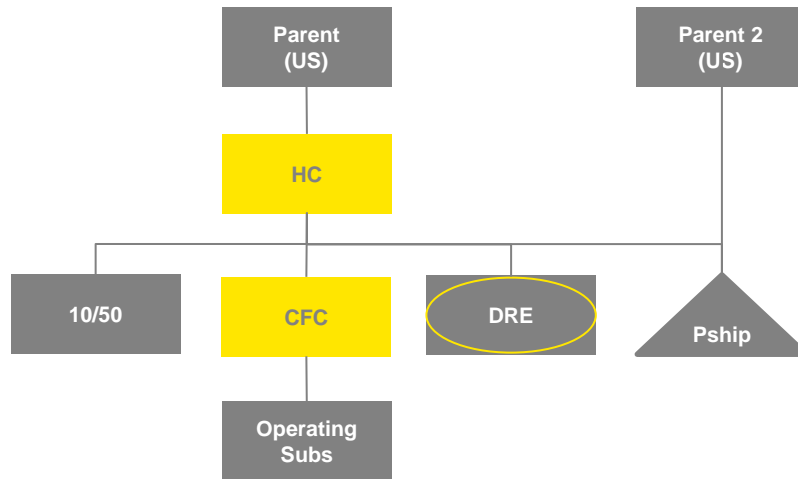 Parent
(US)
Parent 2
(US)
HC
10/50
CFC
DRE
Pship
Operating
Subs